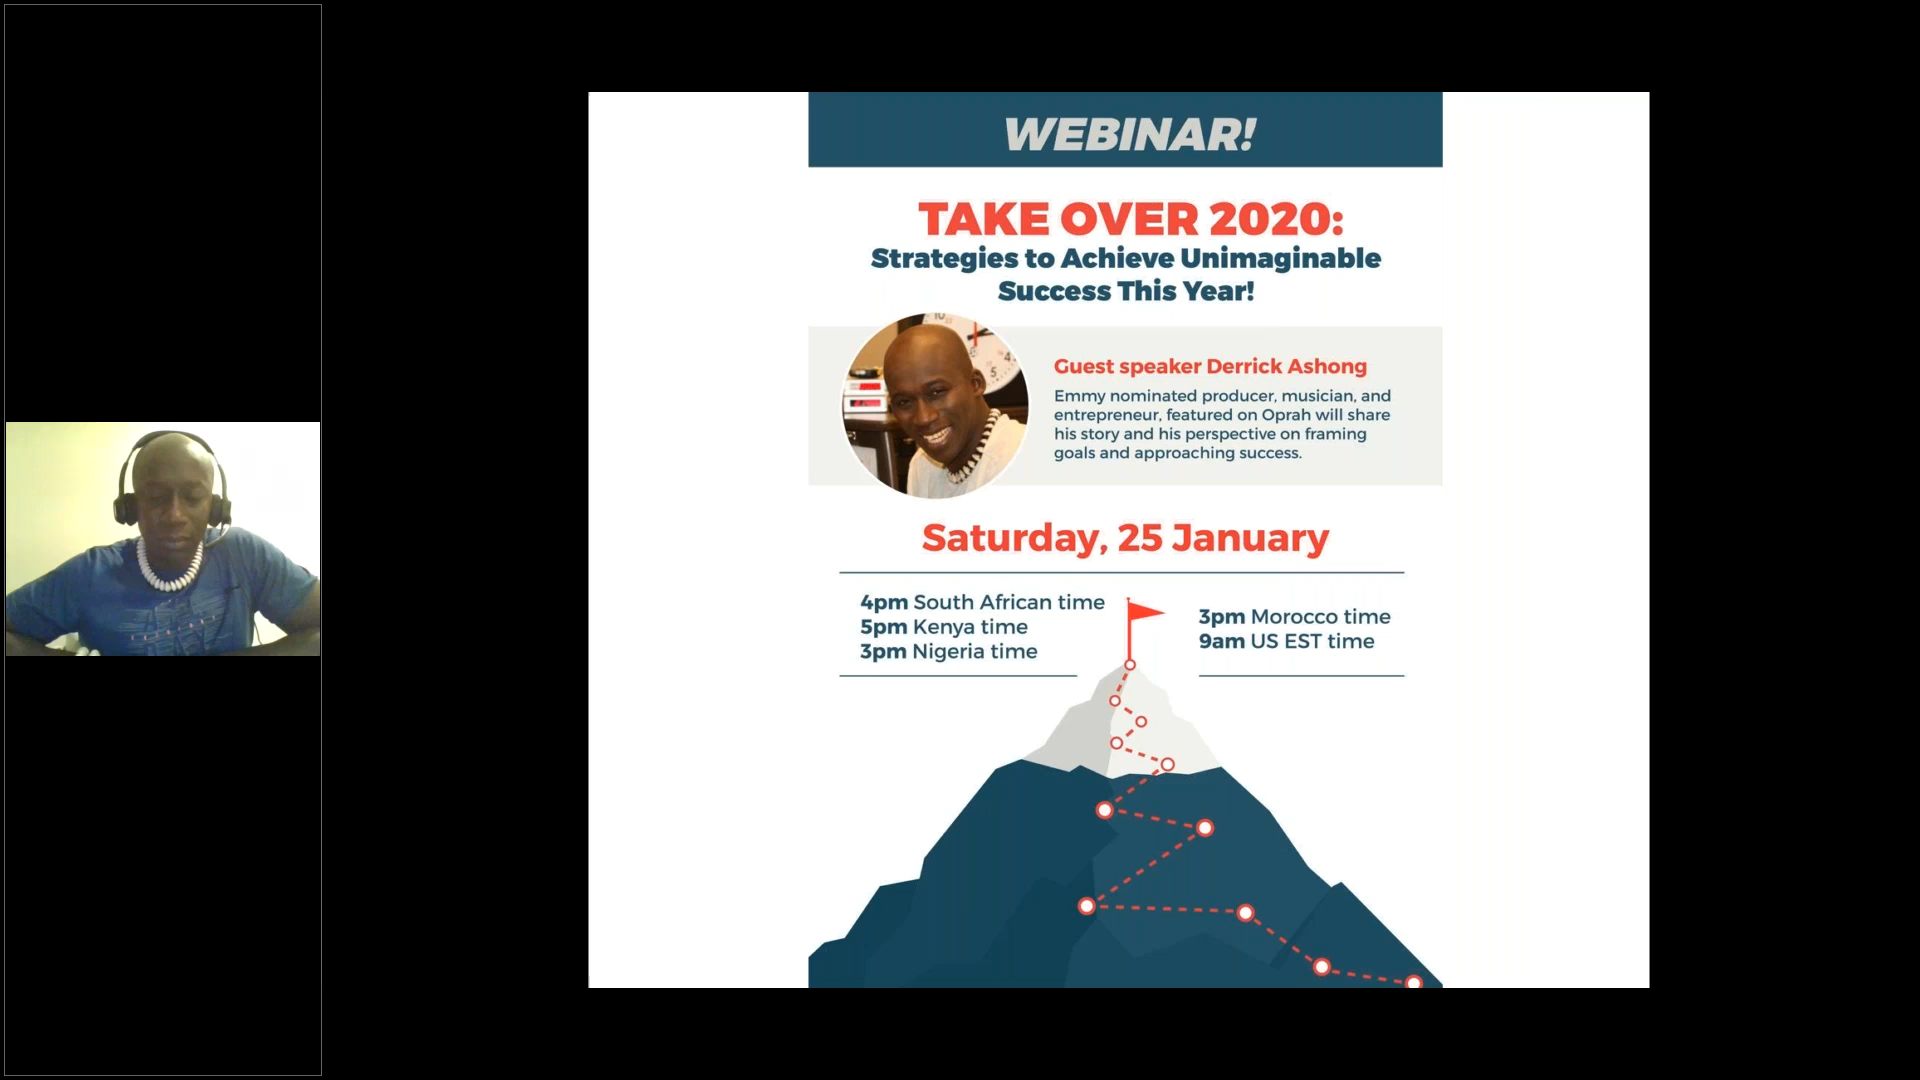 WEBINAR!
TAKE OVER 2020:
Strategies to Achieve Unimaginable
Success This Year!
Guest speaker Derrick Ashong
Emmy nominated producer, musician, and
entrepreneur, featured on Oprah will share
his story and his perspective on framing
goals and approaching success.
Saturday, 25 January
4pm South African time
5pm Kenya time
3pm Nigeria time
3pm Morocco time
9am US EST time